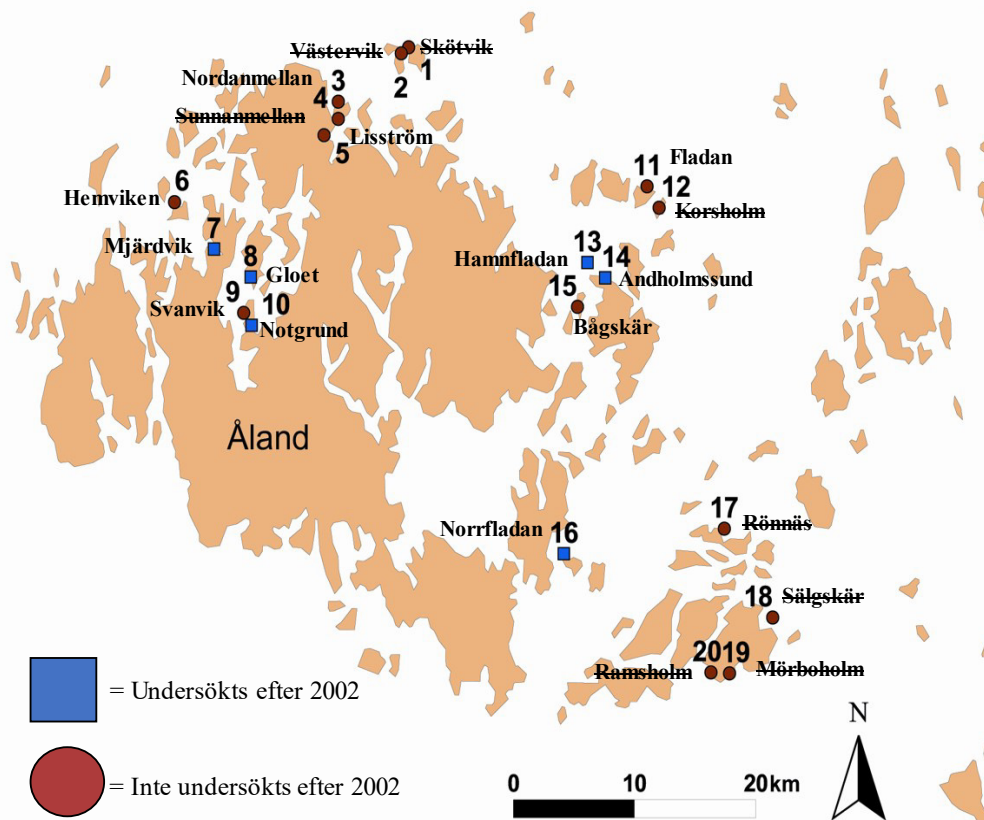 Västervik
Skötvik
1
2
Nordanmellan
3
4
Sunnanmellan
Lisström
5
6
Hemviken
7
Mjärdvik
8
Gloet
9
10
Svanvik
Notgrund
11
Fladan
12
Korsholm
13
14
Hamnfladan
Andholmssund
15
Bågskär
Åland
17
Rönnäs
Norrfladan
16
18
Sälgskär
20
19
Ramsholm
Mörboholm
= Undersökts efter 2002
= Inte undersökts efter 2002
0
10
20km
N